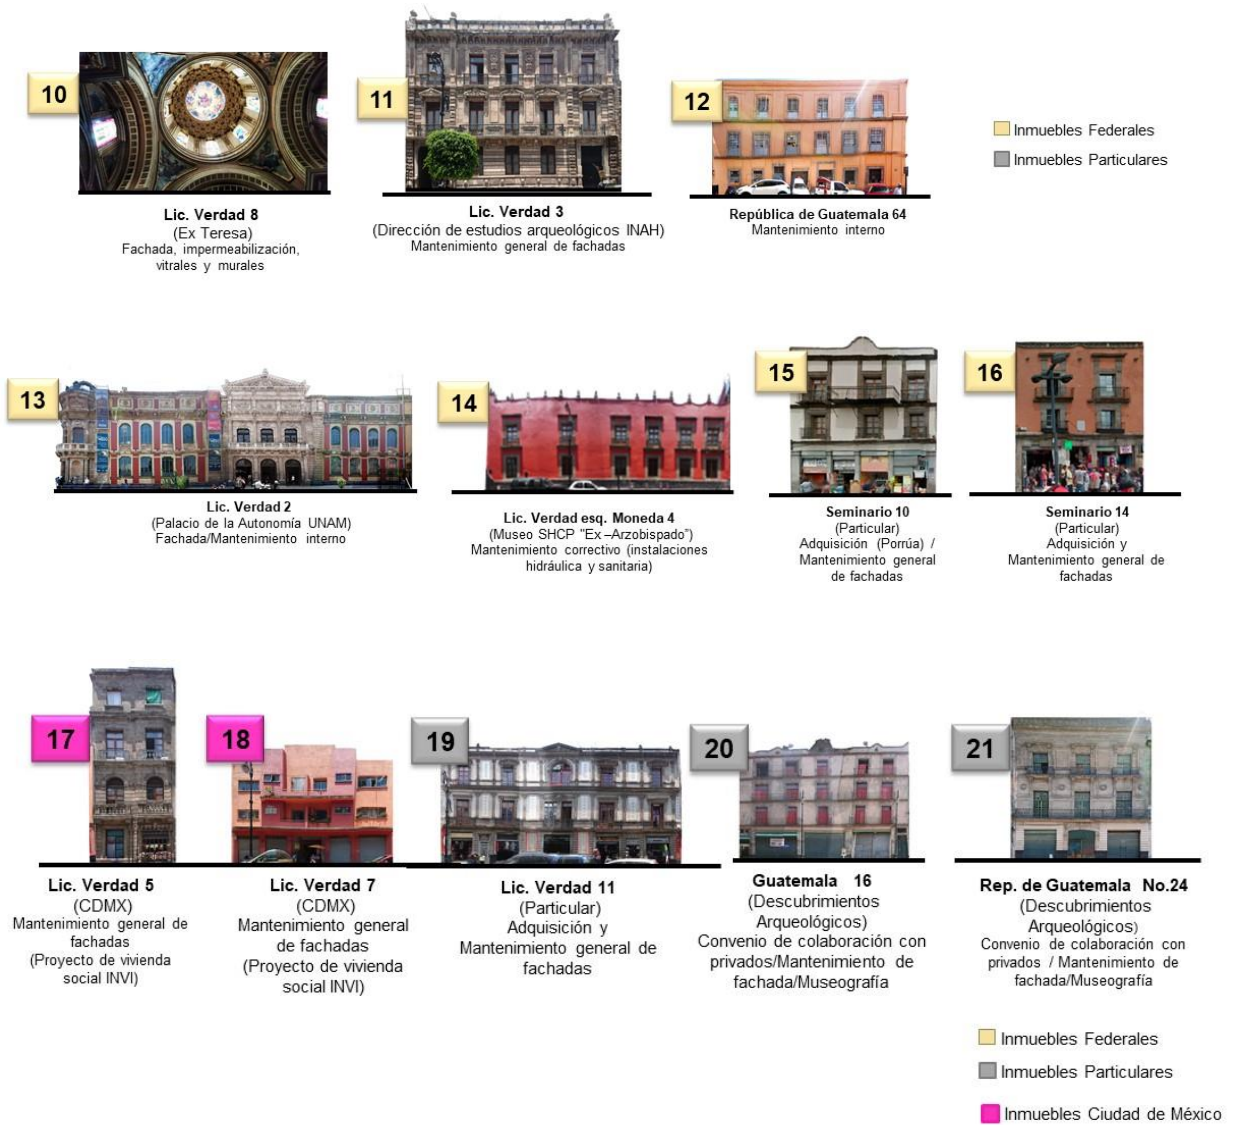 10
11
12
Inmuebles Federales
Inmuebles Particulares
Lic. Verdad 8
(Ex Teresa)
Fachada, impermeabilización,
vitrales y murales
Lic. Verdad 3
(Dirección de estudios arqueológicos INAH)
Mantenimiento general de fachadas
República de Guatemala 64
Mantenimiento interno
13
14
15
16
Lic. Verdad 2
(Palacio de la Autonomía UNAM)
Fachada/Mantenimiento interno
Lic. Verdad esq. Moneda 4
(Museo SHCP "Ex –Arzobispado”)
Mantenimiento correctivo (instalaciones
hidráulica y sanitaria)
Seminario 10
(Particular)
Adquisición (Porrúa) /
Mantenimiento general
de fachadas
Seminario 14
(Particular)
Adquisición y
Mantenimiento general de
fachadas
17
18
19
20
21
Lic. Verdad 5
(CDMX)
Mantenimiento general de
fachadas
(Proyecto de vivienda
social INVI)
Lic. Verdad 7
(CDMX)
Mantenimiento general
de fachadas
(Proyecto de vivienda
social INVI)
Lic. Verdad 11
(Particular)
Adquisición y
Mantenimiento general de
fachadas
Guatemala 16
(Descubrimientos
Arqueológicos)
Convenio de colaboración con
privados/Mantenimiento de
fachada/Museografía
Rep. de Guatemala No.24
(Descubrimientos
Arqueológicos)
Convenio de colaboración con
privados / Mantenimiento de
fachada/Museografía
Inmuebles Federales
Inmuebles Particulares
Inmuebles Ciudad de México